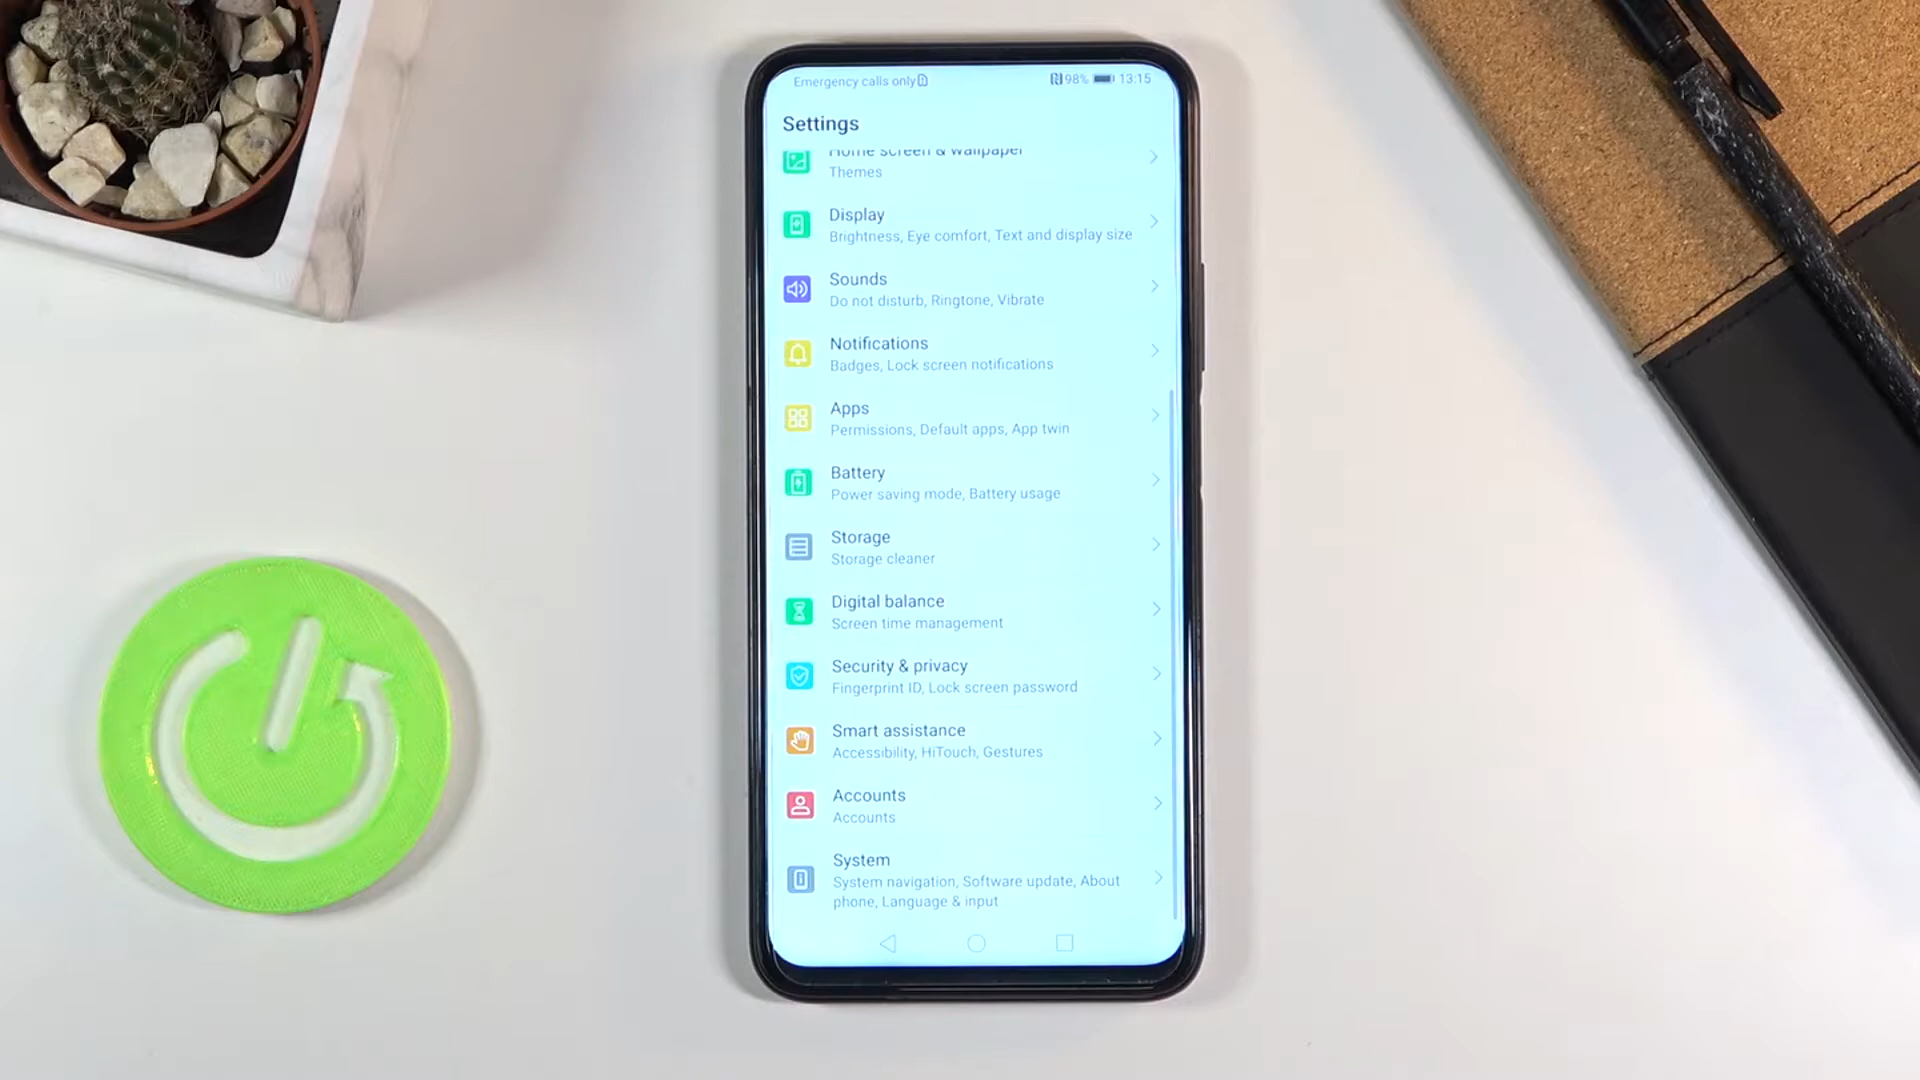 Emergency calls only
98% 13:15
Settings
Home screen & wallpaper
Themes
Display
Brightness, Eye comfort, Text and display size
Sounds
Do not disturb, Ringtone, Vibrate
Notifications
Badges, Lock screen notifications
Apps
Permissions, Default apps, App twin
Battery
Power saving mode, Battery usage
Storage
Storage cleaner
Digital balance
Screen time management
Security & privacy
Fingerprint ID, Lock screen password
Smart assistance
Accessibility, HiTouch, Gestures
Accounts
Accounts
System
System navigation, Software update, About
phone, Language & input